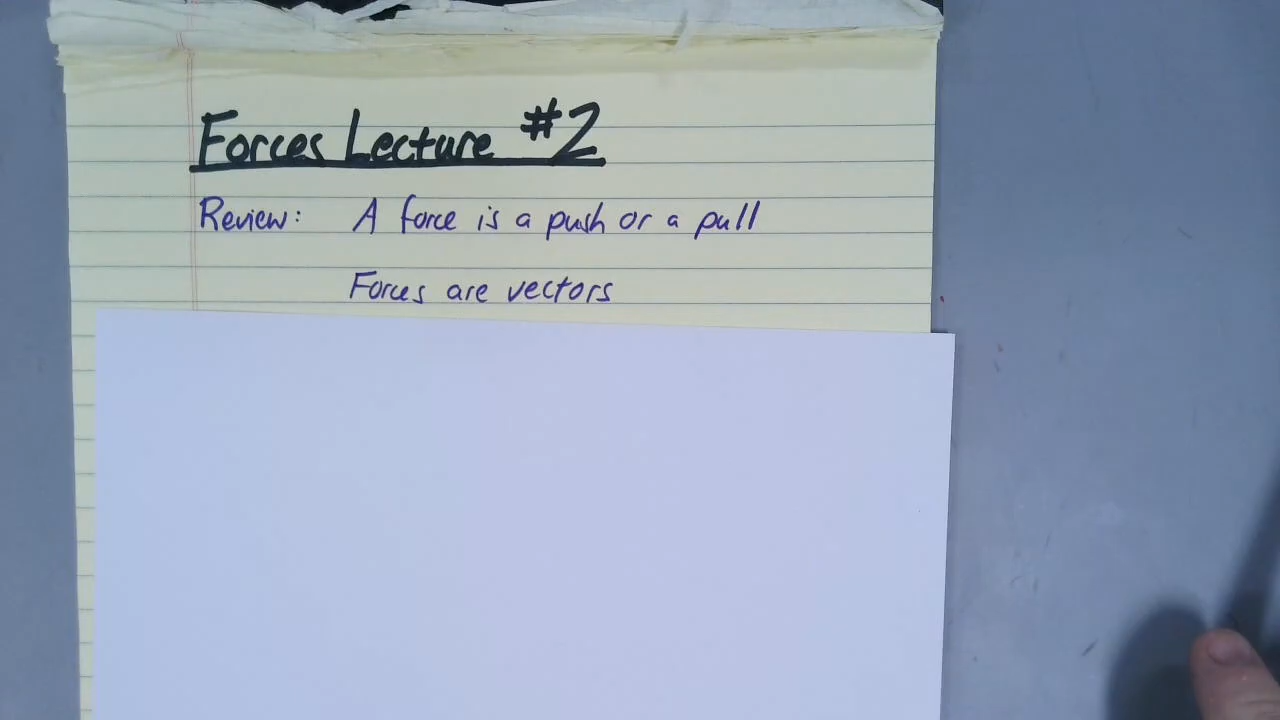 Forces Lecture #2
Review: A force is a push or a pull
Forces are vectors